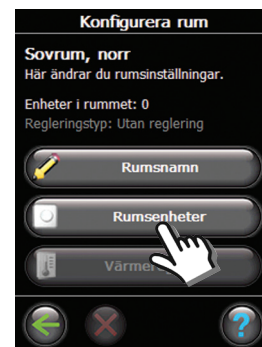 Konfigurera rum
Sovrum, norr
Här ändrar du rumsinställningar.
Enheter i rummet: 0
Regleringstyp: Utan reglering
Rumsnamn
Rumsenheter
?